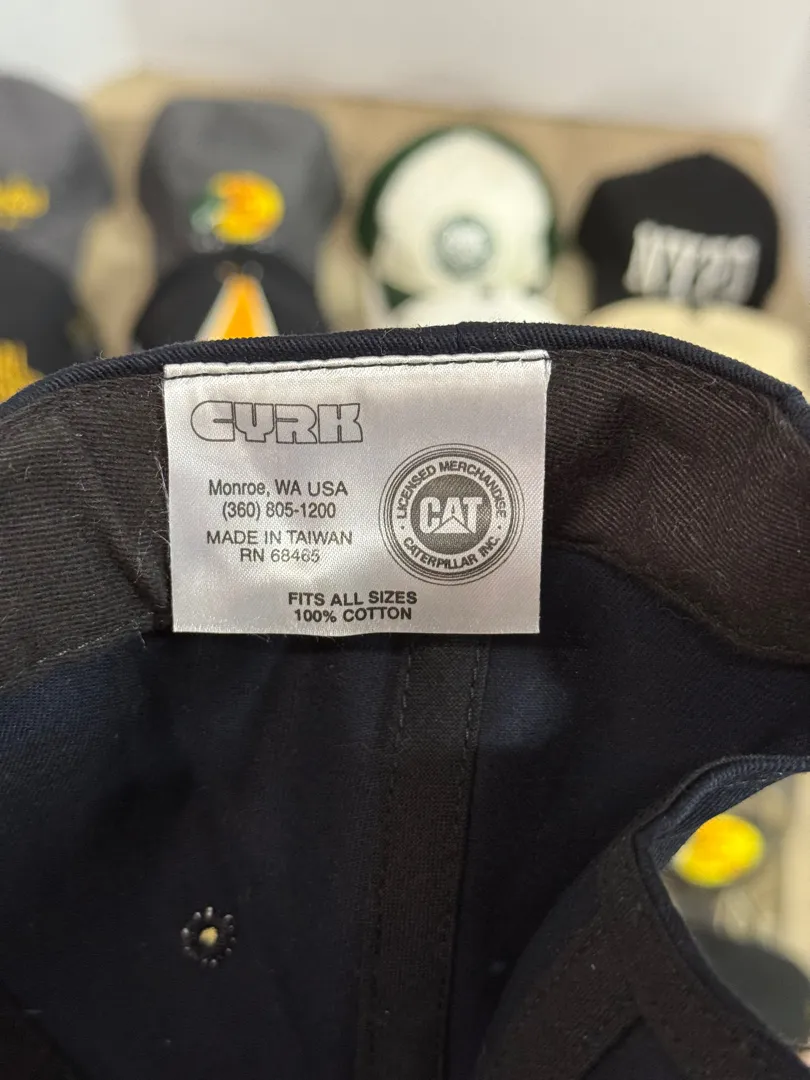 CYRK
Monroe, WA USA
(360) 805-1200
MADE IN TAIWAN
RN 68465
LICENSED MERCHANDISE
CAT
CATERPILLAR INC.
FITS ALL SIZES
100% COTTON